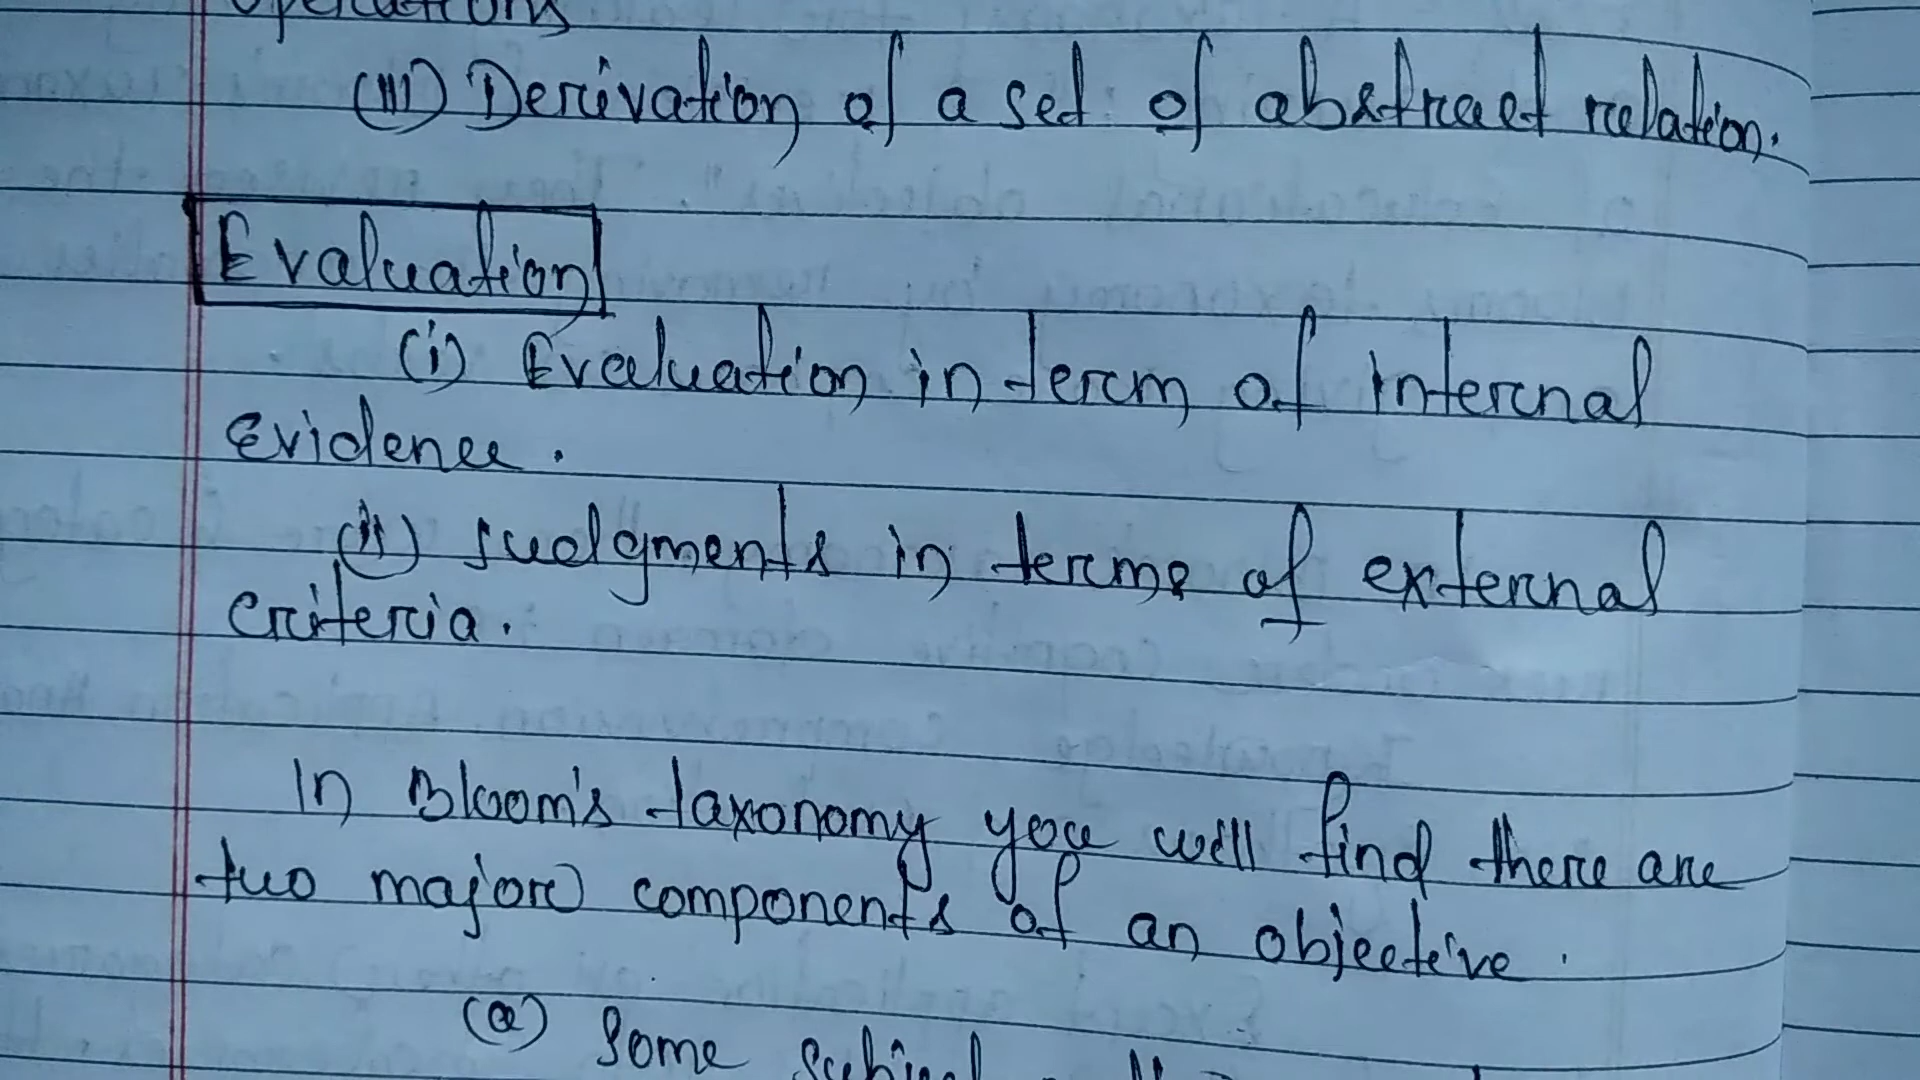 operations
(iii) Derivation of a set of abstract relation.
Evaluation
(i) Evaluation in term of internal
evidence.
(ii) Judgments in terms of external
criteria.
In Bloom's taxonomy you will find there are
two major components of an objective.
(a) Some